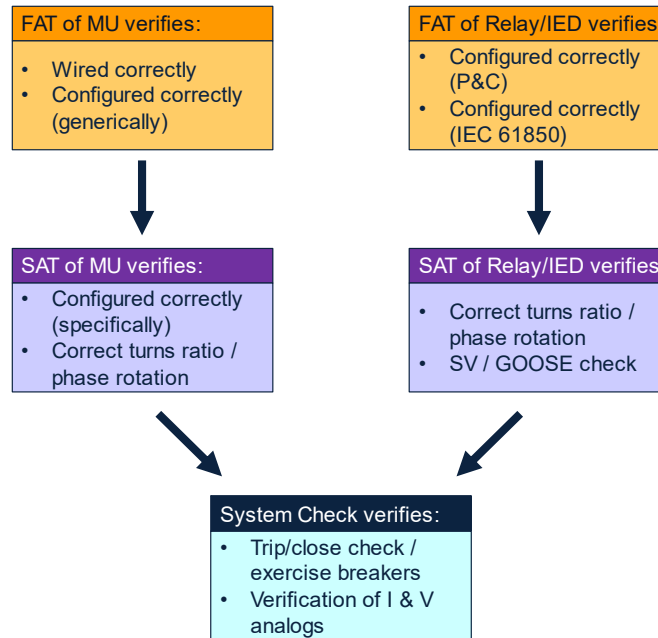 FAT of MU verifies:
• Wired correctly
• Configured correctly
(generically)
FAT of Relay/IED verifies
• Configured correctly
(P&C)
• Configured correctly
(IEC 61850)
SAT of MU verifies:
• Configured correctly
(specifically)
• Correct turns ratio /
phase rotation
SAT of Relay/IED verifies
• Correct turns ratio /
phase rotation
• SV / GOOSE check
System Check verifies:
• Trip/close check /
exercise breakers
• Verification of I & V
analogs